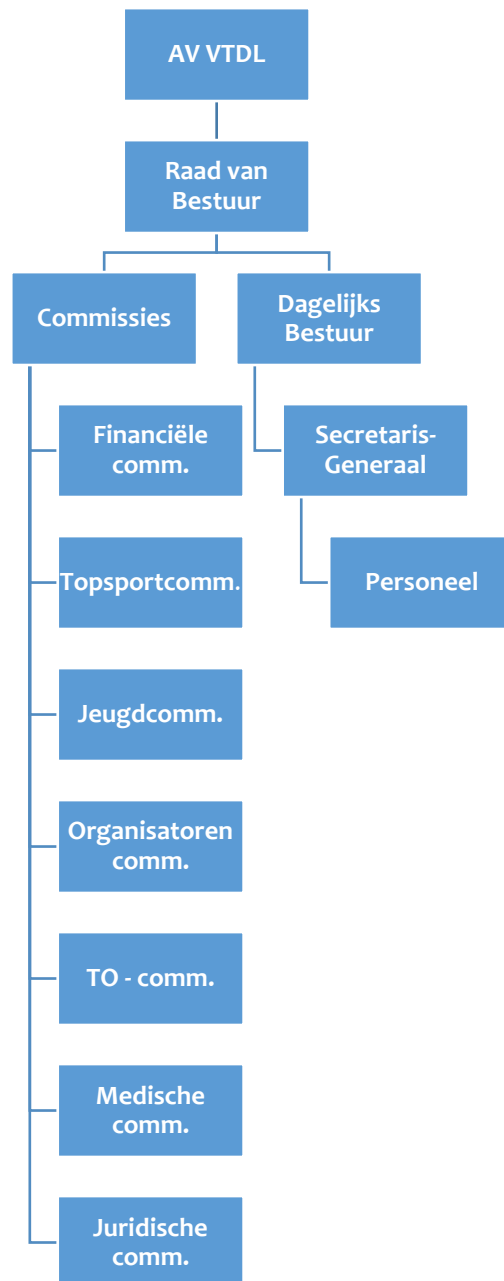 AV VTDL
Raad van
Bestuur
Commissies
Dagelijks
Bestuur
Financiële
comm.
Secretaris-
Generaal
Topsportcomm.
Personeel
Jeugdcomm.
Organisatoren
comm.
TO - comm.
Medische
comm.
Juridische
comm.